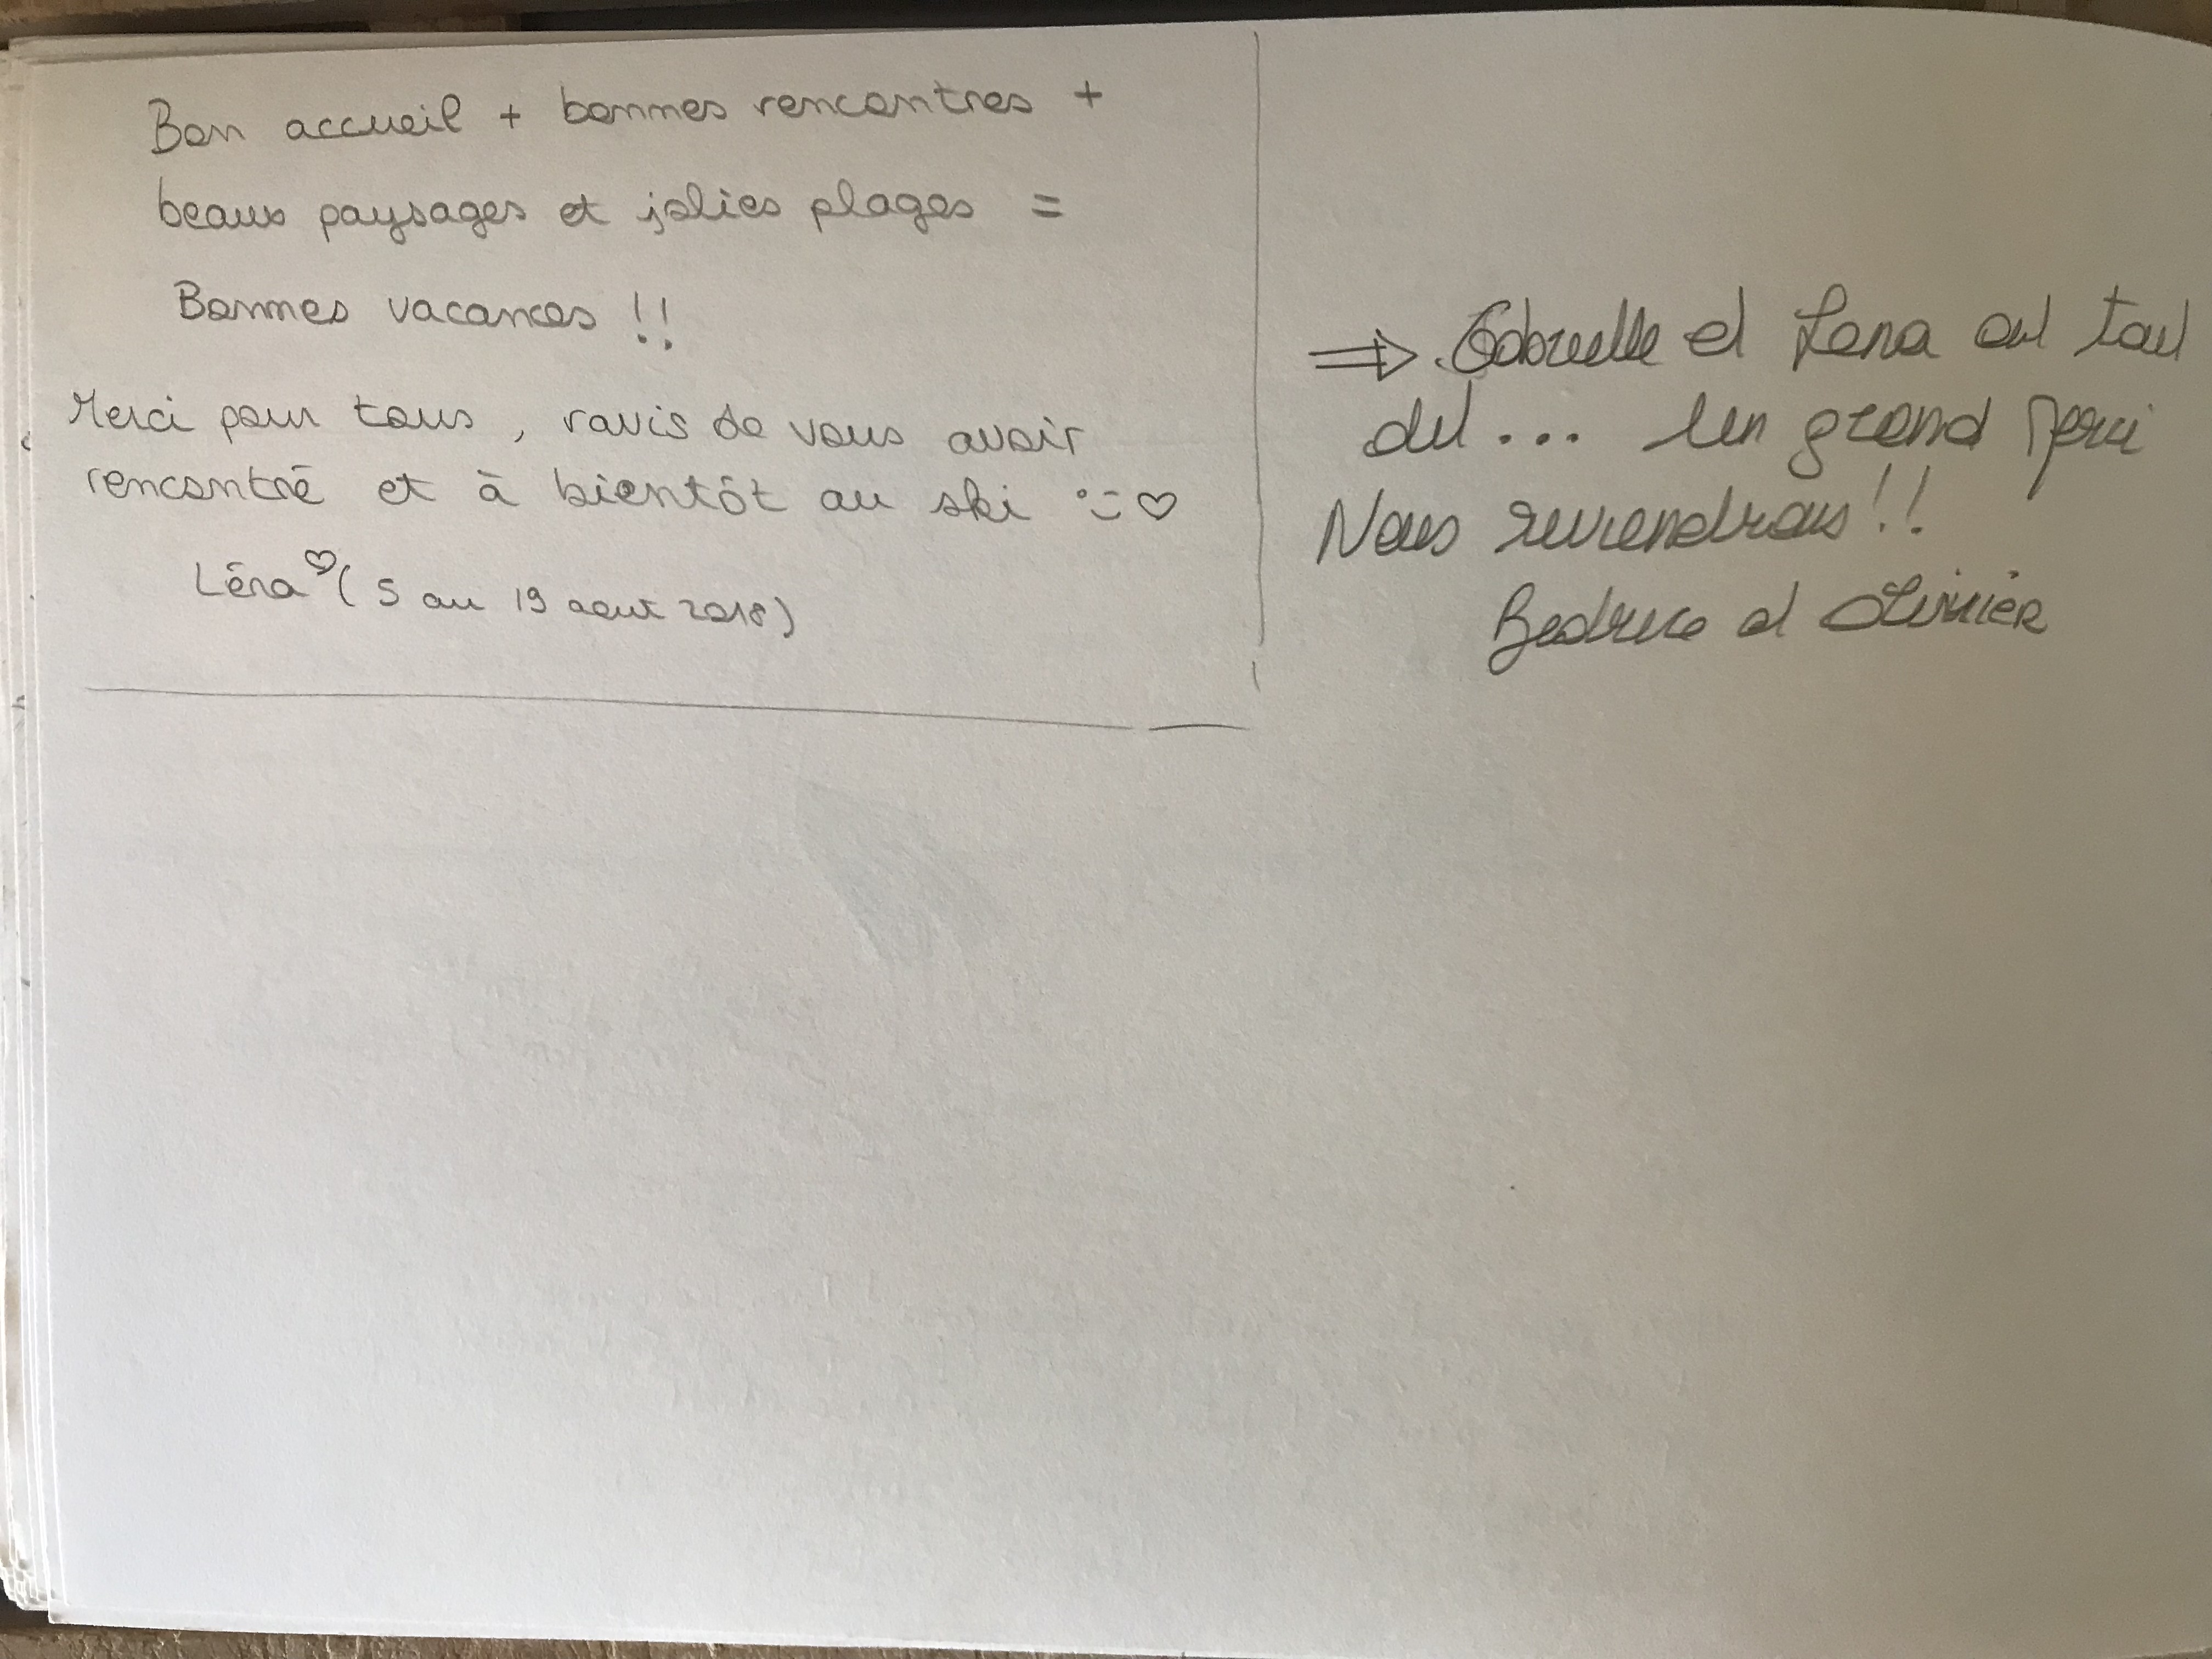 Bon accueil + bonnes rencontres +
beaux paysages et jolies plages =
Bonnes vacances !!
Merci pour tous, ravis de vous avoir
rencontré et à bientôt au ski :) ♡
Léna ♡ (5 au 19 aout 2018)
⇒ Gabrielle et Lena ont tout
dit... Un grand Merci
Nous reviendrons !!
Beatrice et Olivier